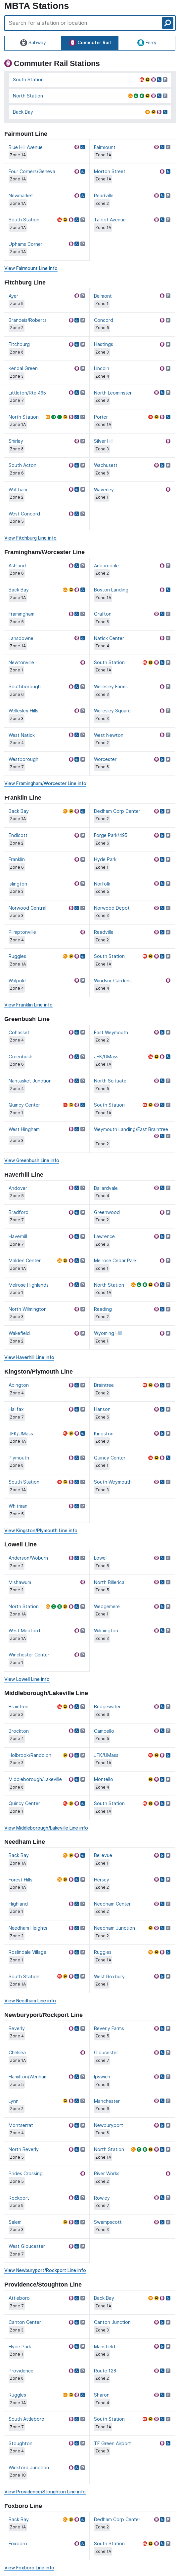 MBTA Stations
Search for a station or location
Subway
Commuter Rail
Ferry
Commuter Rail Stations
South Station
North Station
Back Bay
Fairmount Line
Blue Hill Avenue
Zone 1A
Fairmount
Zone 1A
Four Corners/Geneva
Zone 1A
Morton Street
Zone 1A
Newmarket
Zone 1A
Readville
Zone 2
South Station
Zone 1A
Talbot Avenue
Zone 1A
Uphams Corner
Zone 1A
View Fairmount Line info
Fitchburg Line
Ayer
Zone 8
Belmont
Zone 1
Brandeis/Roberts
Zone 2
Concord
Zone 5
Fitchburg
Zone 8
Hastings
Zone 3
Kendal Green
Zone 3
Lincoln
Zone 4
Littleton/Rte 495
Zone 7
North Leominster
Zone 8
North Station
Zone 1A
Porter
Zone 1A
Shirley
Zone 8
Silver Hill
Zone 3
South Acton
Zone 6
Wachusett
Zone 8
Waltham
Zone 2
Waverley
Zone 1
West Concord
Zone 5
View Fitchburg Line info
Framingham/Worcester Line
Ashland
Zone 6
Auburndale
Zone 2
Back Bay
Zone 1A
Boston Landing
Zone 1A
Framingham
Zone 5
Grafton
Zone 8
Lansdowne
Zone 1A
Natick Center
Zone 4
Newtonville
Zone 1
South Station
Zone 1A
Southborough
Zone 6
Wellesley Farms
Zone 3
Wellesley Hills
Zone 3
Wellesley Square
Zone 3
West Natick
Zone 4
West Newton
Zone 2
Westborough
Zone 7
Worcester
Zone 8
View Framingham/Worcester Line info
Franklin Line
Back Bay
Zone 1A
Dedham Corp Center
Zone 2
Endicott
Zone 2
Forge Park/495
Zone 6
Franklin
Zone 6
Hyde Park
Zone 1
Islington
Zone 3
Norfolk
Zone 5
Norwood Central
Zone 3
Norwood Depot
Zone 3
Plimptonville
Zone 4
Readville
Zone 2
Ruggles
Zone 1A
South Station
Zone 1A
Walpole
Zone 4
Windsor Gardens
Zone 4
View Franklin Line info
Greenbush Line
Cohasset
Zone 4
East Weymouth
Zone 2
Greenbush
Zone 6
JFK/UMass
Zone 1A
Nantasket Junction
Zone 4
North Scituate
Zone 5
Quincy Center
Zone 1
South Station
Zone 1A
West Hingham
Zone 3
Weymouth Landing/East Braintree
Zone 2
View Greenbush Line info
Haverhill Line
Andover
Zone 5
Ballardvale
Zone 4
Bradford
Zone 7
Greenwood
Zone 2
Haverhill
Zone 7
Lawrence
Zone 6
Malden Center
Zone 1A
Melrose Cedar Park
Zone 1
Melrose Highlands
Zone 1
North Station
Zone 1A
North Wilmington
Zone 3
Reading
Zone 2
Wakefield
Zone 2
Wyoming Hill
Zone 1
View Haverhill Line info
Kingston/Plymouth Line
Abington
Zone 4
Braintree
Zone 2
Halifax
Zone 7
Hanson
Zone 6
JFK/UMass
Zone 1A
Kingston
Zone 8
Plymouth
Zone 8
Quincy Center
Zone 1
South Station
Zone 1A
South Weymouth
Zone 3
Whitman
Zone 5
View Kingston/Plymouth Line info
Lowell Line
Anderson/Woburn
Zone 2
Lowell
Zone 6
Mishawum
Zone 2
North Billerica
Zone 5
North Station
Zone 1A
Wedgemere
Zone 1
West Medford
Zone 1A
Wilmington
Zone 3
Winchester Center
Zone 1
View Lowell Line info
Middleborough/Lakeville Line
Braintree
Zone 2
Bridgewater
Zone 6
Brockton
Zone 4
Campello
Zone 5
Holbrook/Randolph
Zone 3
JFK/UMass
Zone 1A
Middleborough/Lakeville
Zone 8
Montello
Zone 4
Quincy Center
Zone 1
South Station
Zone 1A
View Middleborough/Lakeville Line info
Needham Line
Back Bay
Zone 1A
Bellevue
Zone 1
Forest Hills
Zone 1A
Hersey
Zone 2
Highland
Zone 1
Needham Center
Zone 2
Needham Heights
Zone 2
Needham Junction
Zone 2
Roslindale Village
Zone 1
Ruggles
Zone 1A
South Station
Zone 1A
West Roxbury
Zone 1
View Needham Line info
Newburyport/Rockport Line
Beverly
Zone 4
Beverly Farms
Zone 5
Chelsea
Zone 1A
Gloucester
Zone 7
Hamilton/Wenham
Zone 5
Ipswich
Zone 6
Lynn
Zone 2
Manchester
Zone 6
Montserrat
Zone 4
Newburyport
Zone 8
North Beverly
Zone 5
North Station
Zone 1A
Prides Crossing
Zone 5
River Works
Zone 2
Rockport
Zone 8
Rowley
Zone 7
Salem
Zone 3
Swampscott
Zone 3
West Gloucester
Zone 7
View Newburyport/Rockport Line info
Providence/Stoughton Line
Attleboro
Zone 7
Back Bay
Zone 1A
Canton Center
Zone 3
Canton Junction
Zone 3
Hyde Park
Zone 1
Mansfield
Zone 6
Providence
Zone 8
Route 128
Zone 2
Ruggles
Zone 1A
Sharon
Zone 4
South Attleboro
Zone 7
South Station
Zone 1A
Stoughton
Zone 4
TF Green Airport
Zone 9
Wickford Junction
Zone 10
View Providence/Stoughton Line info
Foxboro Line
Back Bay
Zone 1A
Dedham Corp Center
Zone 2
Foxboro
South Station
Zone 1A
View Foxboro Line info